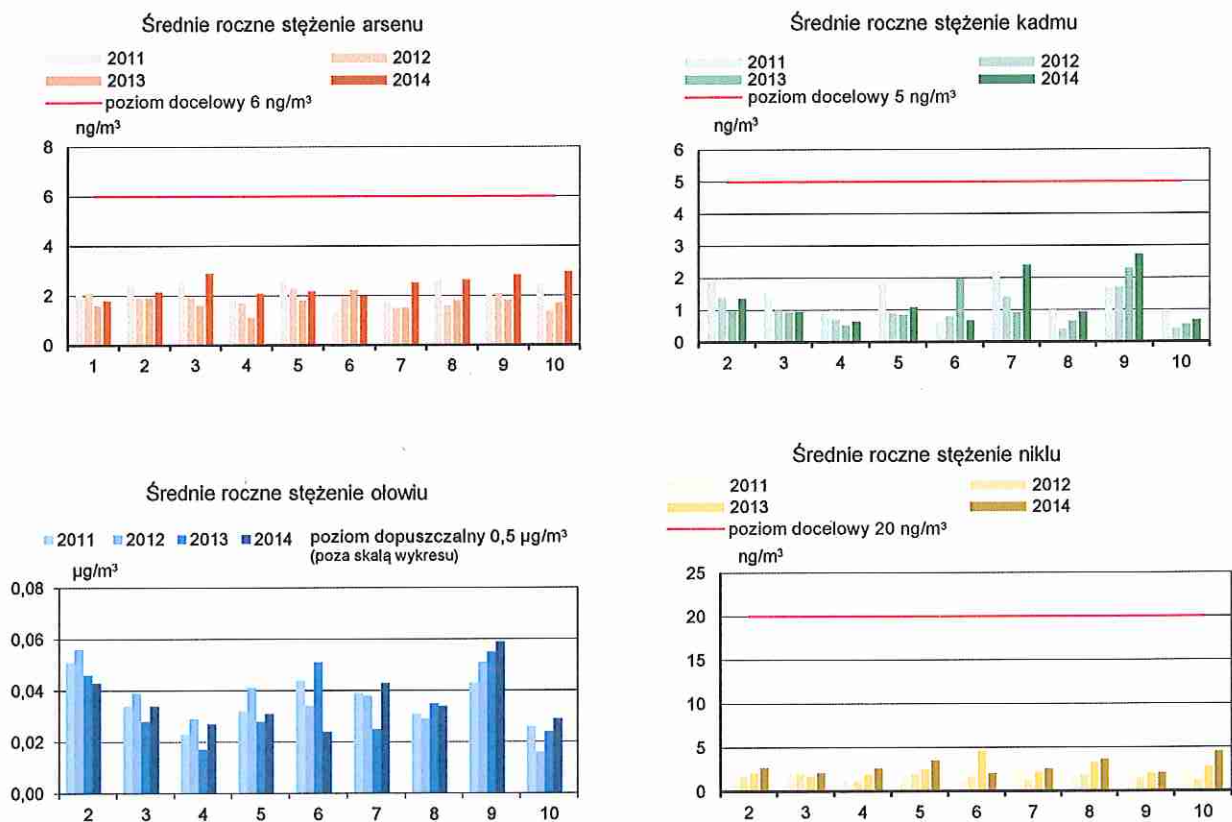 Średnie roczne stężenie arsenu
2011 2012
2013 2014
poziom docelowy 6 ng/m³
ng/m³
8
6
4
2
0
1 2 3 4 5 6 7 8 9 10
Średnie roczne stężenie kadmu
2011 2012
2013 2014
poziom docelowy 5 ng/m³
ng/m³
6
5
4
3
2
1
0
2 3 4 5 6 7 8 9 10
Średnie roczne stężenie ołowiu
2011 2012 2013 2014 poziom dopuszczalny 0,5 µg/m³
(poza skalą wykresu)
µg/m³
0,08
0,06
0,04
0,02
0,00
2 3 4 5 6 7 8 9 10
Średnie roczne stężenie niklu
2011 2012
2013 2014
poziom docelowy 20 ng/m³
ng/m³
25
20
15
10
5
0
2 3 4 5 6 7 8 9 10